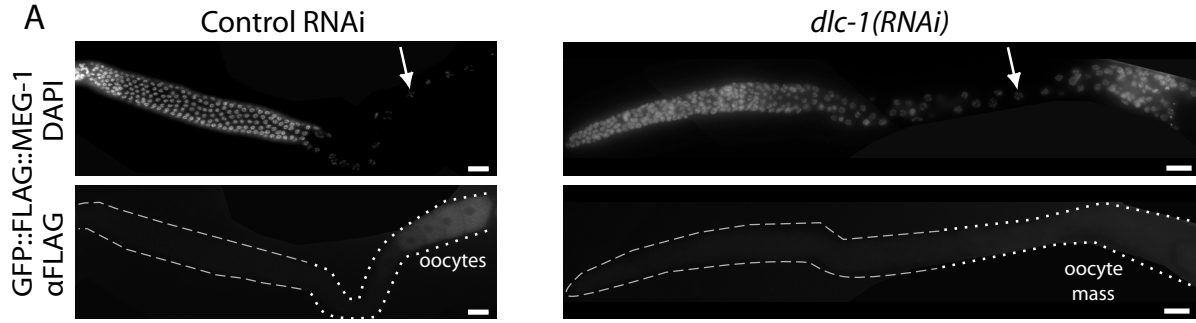 A
Control RNAi
dlc-1(RNAi)
GFP::FLAG::MEG-1
αFLAG DAPI
oocytes
oocyte
mass